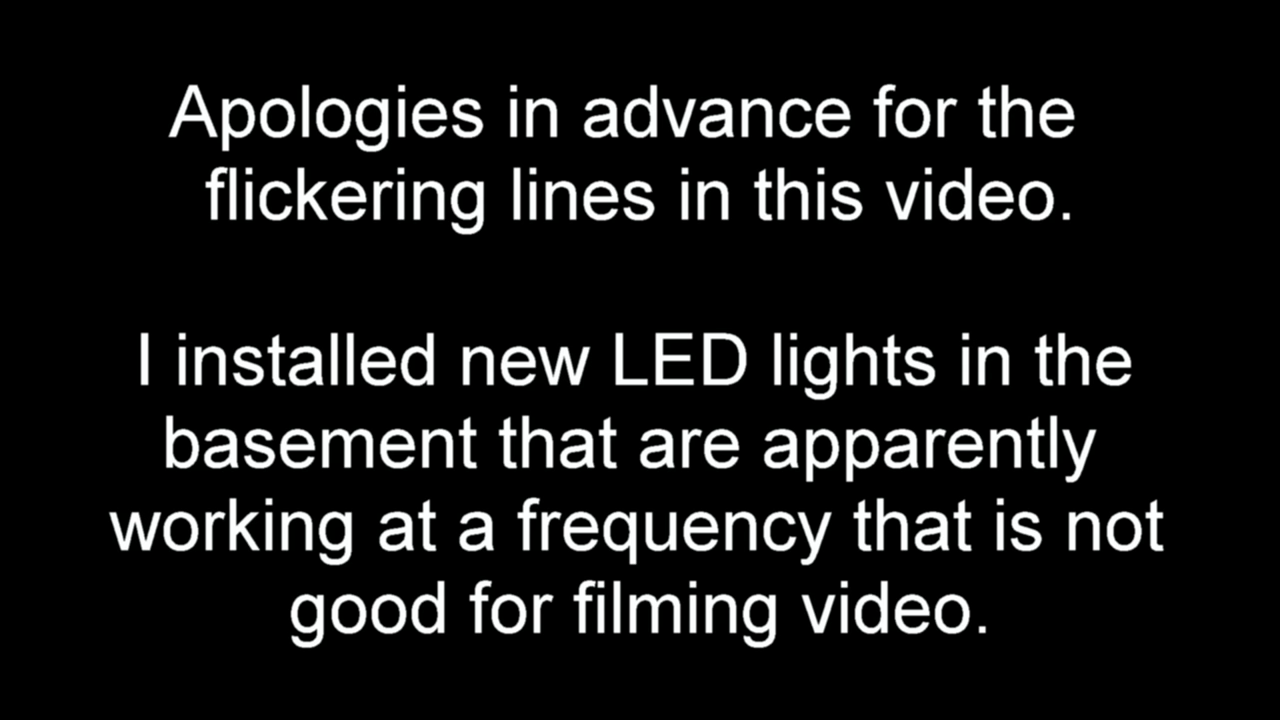 Apologies in advance for the
flickering lines in this video.
I installed new LED lights in the
basement that are apparently
working at a frequency that is not
good for filming video.